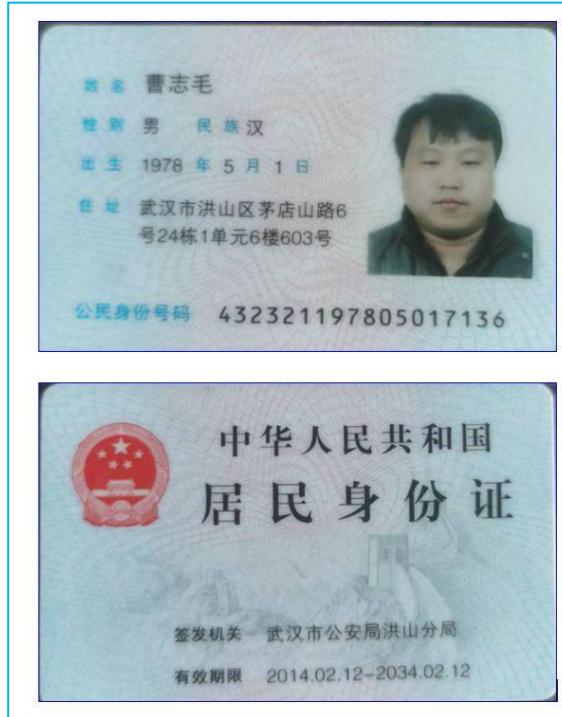 姓名 曹志毛
性别 男 民族 汉
出生 1978 年 5 月 1 日
住址 武汉市洪山区茅店山路6
号24栋1单元6楼603号
公民身份号码 432321197805017136
中华人民共和国
居民身份证
签发机关 武汉市公安局洪山分局
有效期限 2014.02.12-2034.02.12